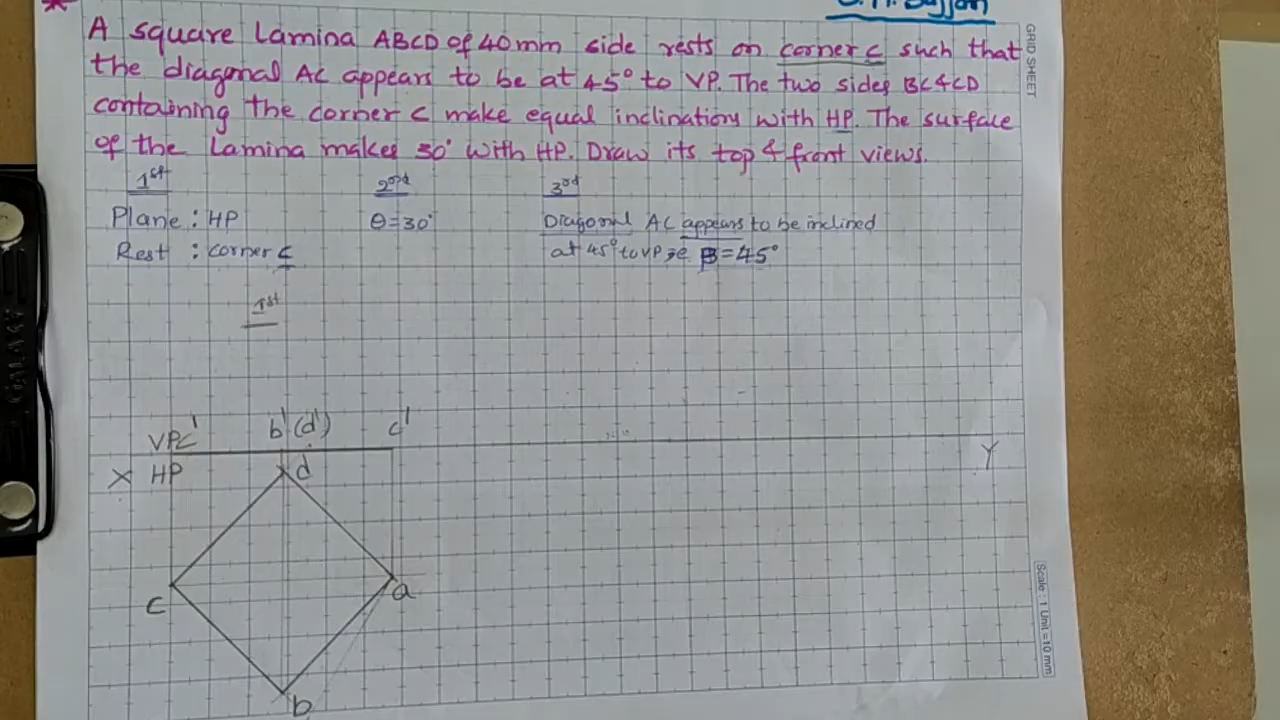 A square Lamina ABCD of 40mm side rests on corner c such that
the diagonal AC appears to be at 45° to VP. The two sides BC&CD
containing the corner c make equal inclinations with HP. The surface
of the lamina makes 30° with HP. Draw its top & front views.
1st 2nd 3rd
Plane : HP θ=30° Diagonal AC appears to be inclined
Rest : corner c at 45° to VP ie β=45°
1st
VP c' b' (d') c'
X HP d Y
c a
b
GRID SHEET
Scale : 1 Unit = 10 mm